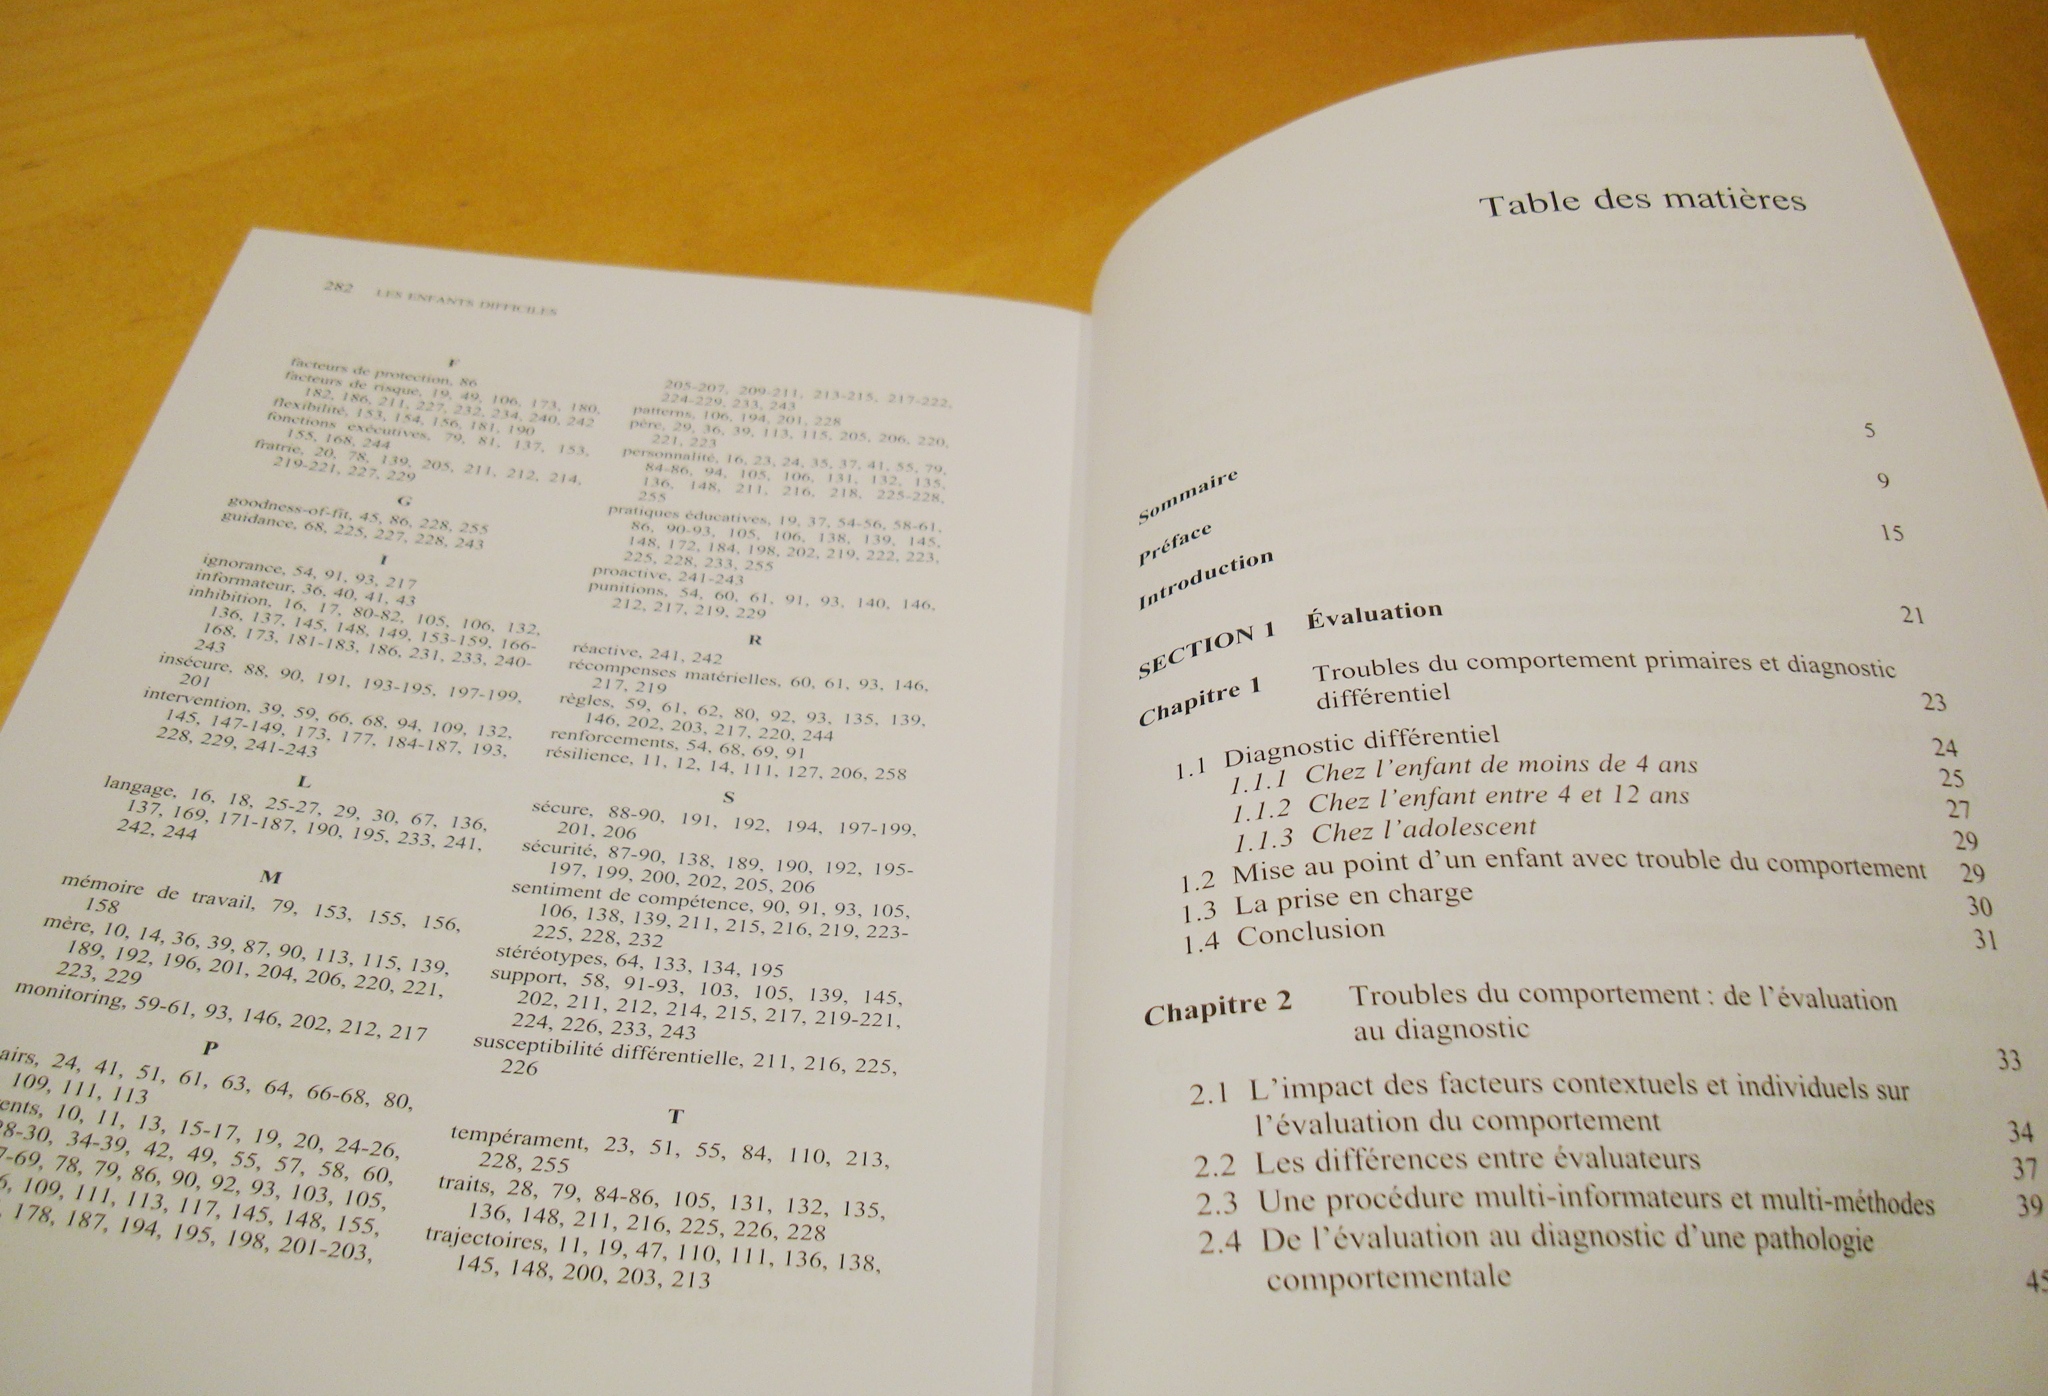 282 LES ENFANTS DIFFICILES
F
facteurs de protection, 86
facteurs de risque, 19, 49, 106, 173, 180,
182, 186, 211, 227, 232, 234, 240, 242
flexibilité, 153, 154, 156, 181, 190
fonctions exécutives, 79, 81, 137, 153,
155, 168, 244
fratrie, 20, 78, 139, 205, 211, 212, 214,
219-221, 227, 229
G
goodness-of-fit, 45, 86, 228, 255
guidance, 68, 225, 227, 228, 243
I
ignorance, 54, 91, 93, 217
informateur, 36, 40, 41, 43
inhibition, 16, 17, 80-82, 105, 106, 132,
136, 137, 145, 148, 149, 153-159, 166-
168, 173, 181-183, 186, 231, 233, 240-
243
insécure, 88, 90, 191, 193-195, 197-199,
201
intervention, 39, 59, 66, 68, 94, 109, 132,
145, 147-149, 173, 177, 184-187, 193,
228, 229, 241-243
L
langage, 16, 18, 25-27, 29, 30, 67, 136,
137, 169, 171-187, 190, 195, 233, 241,
242, 244
M
mémoire de travail, 79, 153, 155, 156,
158
mère, 10, 14, 36, 39, 87, 90, 113, 115, 139,
189, 192, 196, 201, 204, 206, 220, 221,
223, 229
monitoring, 59-61, 93, 146, 202, 212, 217
P
airs, 24, 41, 51, 61, 63, 64, 66-68, 80,
109, 111, 113
ents, 10, 11, 13, 15-17, 19, 20, 24-26,
28-30, 34-39, 42, 49, 55, 57, 58, 60,
7-69, 78, 79, 86, 90, 92, 93, 103, 105,
6, 109, 111, 113, 117, 145, 148, 155,
, 178, 187, 194, 195, 198, 201-203,
205-207, 209-211, 213-215, 217-222,
224-229, 233, 243
patterns, 106, 194, 201, 228
père, 29, 36, 39, 113, 115, 205, 206, 220,
221, 223
personnalité, 16, 23, 24, 35, 37, 41, 55, 79,
84-86, 94, 105, 106, 131, 132, 135,
136, 148, 211, 216, 218, 225-228,
255
pratiques éducatives, 19, 37, 54-56, 58-61,
86, 90-93, 105, 106, 138, 139, 145,
148, 172, 184, 198, 202, 219, 222, 223,
225, 228, 233, 255
proactive, 241-243
punitions, 54, 60, 61, 91, 93, 140, 146,
212, 217, 219, 229
R
réactive, 241, 242
récompenses matérielles, 60, 61, 93, 146,
217, 219
règles, 59, 61, 62, 80, 92, 93, 135, 139,
146, 202, 203, 217, 220, 244
renforcements, 54, 68, 69, 91
résilience, 11, 12, 14, 111, 127, 206, 258
S
sécure, 88-90, 191, 192, 194, 197-199,
201, 206
sécurité, 87-90, 138, 189, 190, 192, 195-
197, 199, 200, 202, 205, 206
sentiment de compétence, 90, 91, 93, 105,
106, 138, 139, 211, 215, 216, 219, 223-
225, 228, 232
stéréotypes, 64, 133, 134, 195
support, 58, 91-93, 103, 105, 139, 145,
202, 211, 212, 214, 215, 217, 219-221,
224, 226, 233, 243
susceptibilité différentielle, 211, 216, 225,
226
T
tempérament, 23, 51, 55, 84, 110, 213,
228, 255
traits, 28, 79, 84-86, 105, 131, 132, 135,
136, 148, 211, 216, 225, 226, 228
trajectoires, 11, 19, 47, 110, 111, 136, 138,
145, 148, 200, 203, 213
Table des matières
Sommaire 5
Préface 9
Introduction 15
SECTION 1 Évaluation 21
Chapitre 1 Troubles du comportement primaires et diagnostic
différentiel 23
1.1 Diagnostic différentiel 24
1.1.1 Chez l'enfant de moins de 4 ans 25
1.1.2 Chez l'enfant entre 4 et 12 ans 27
1.1.3 Chez l'adolescent 29
1.2 Mise au point d'un enfant avec trouble du comportement 29
1.3 La prise en charge 30
1.4 Conclusion 31
Chapitre 2 Troubles du comportement : de l'évaluation
au diagnostic 33
2.1 L'impact des facteurs contextuels et individuels sur
l'évaluation du comportement 34
2.2 Les différences entre évaluateurs 37
2.3 Une procédure multi-informateurs et multi-méthodes 39
2.4 De l'évaluation au diagnostic d'une pathologie
comportementale 45